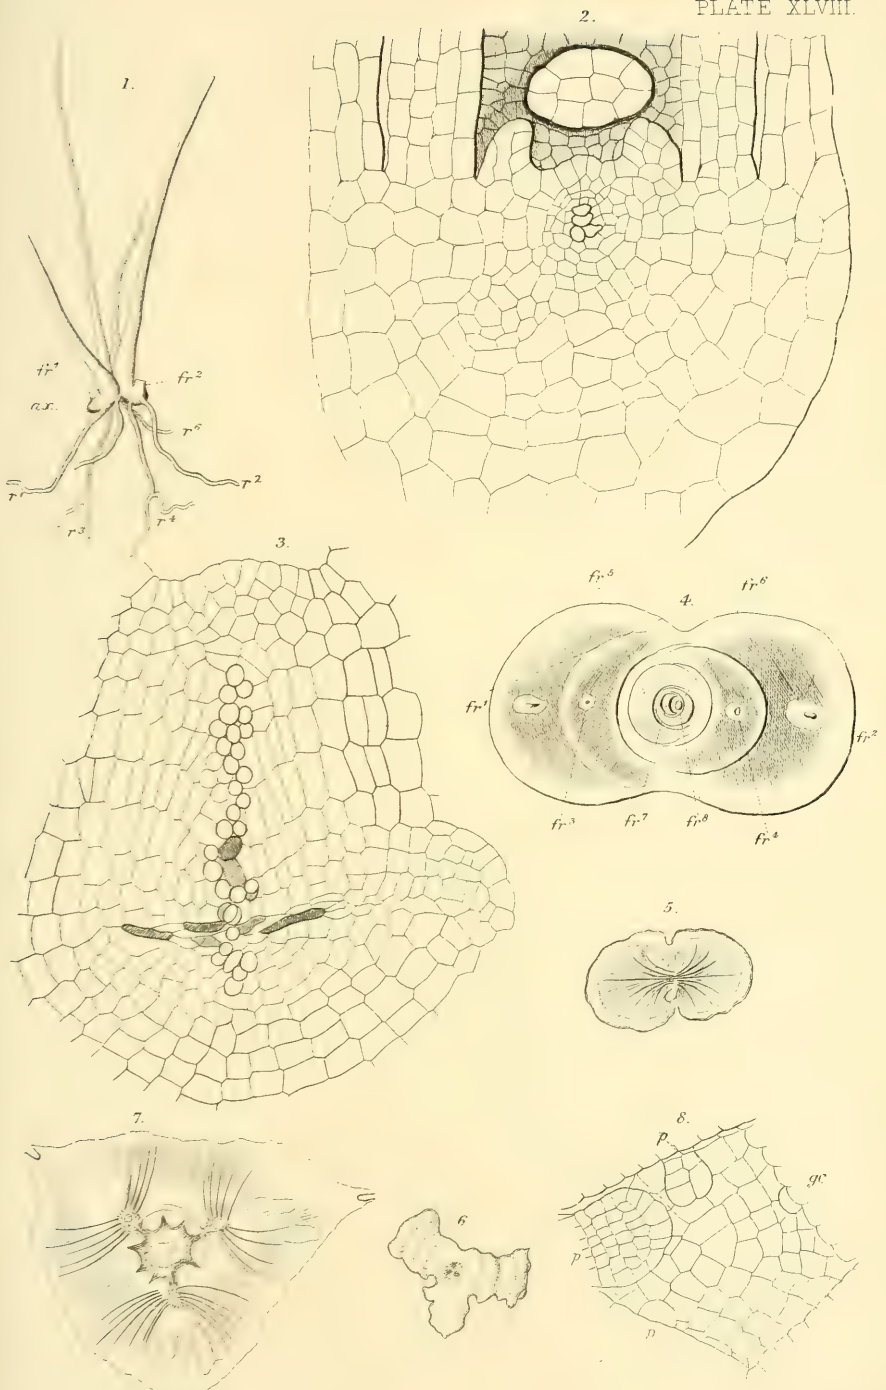 PLATE XLVIII.
2.
1.
fr¹
fr²
ax.
r⁶
r¹
r²
r³
r⁴
3.
fr⁵
fr⁶
4.
fr¹
fr²
fr³
fr⁷
fr⁸
fr⁴
5.
7.
8.
p.
gc
6
p
p